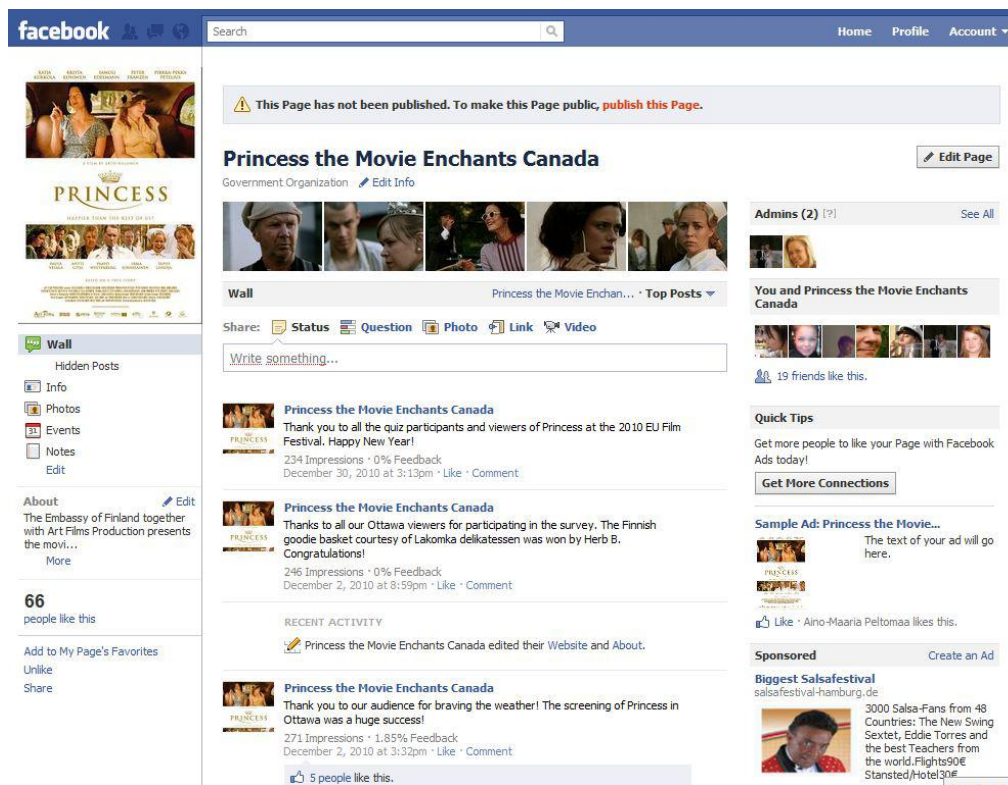 facebook
Search
Home Profile Account
A FILM BY ARTO HALONEN
PRINCESS
HAPPIER THAN THE REST OF US!
This Page has not been published. To make this Page public, publish this Page.
Princess the Movie Enchants Canada
Edit Page
Government Organization Edit Info
Wall
Princess the Movie Enchan... · Top Posts
Share: Status Question Photo Link Video
Write something...
Wall
Hidden Posts
Info
Photos
31 Events
Notes
Edit
About Edit
The Embassy of Finland together
with Art Films Production presents
the movi...
More
66
people like this
Add to My Page's Favorites
Unlike
Share
PRINCESS
Princess the Movie Enchants Canada
Thank you to all the quiz participants and viewers of Princess at the 2010 EU Film
Festival. Happy New Year!
234 Impressions · 0% Feedback
December 30, 2010 at 3:13pm · Like · Comment
PRINCESS
Princess the Movie Enchants Canada
Thanks to all our Ottawa viewers for participating in the survey. The Finnish
goodie basket courtesy of Lakomka delikatessen was won by Herb B.
Congratulations!
246 Impressions · 0% Feedback
December 2, 2010 at 8:59pm · Like · Comment
RECENT ACTIVITY
Princess the Movie Enchants Canada edited their Website and About.
PRINCESS
Princess the Movie Enchants Canada
Thank you to our audience for braving the weather! The screening of Princess in
Ottawa was a huge success!
271 Impressions · 1.85% Feedback
December 2, 2010 at 3:32pm · Like · Comment
5 people like this.
Admins (2) [?] See All
You and Princess the Movie Enchants
Canada
19 friends like this.
Quick Tips
Get more people to like your Page with Facebook
Ads today!
Get More Connections
Sample Ad: Princess the Movie...
The text of your ad will go
here.
PRINCESS
Like · Aino-Maaria Peltomaa likes this.
Sponsored Create an Ad
Biggest Salsafestival
salsafestival-hamburg.de
3000 Salsa-Fans from 48
Countries: The New Swing
Sextet, Eddie Torres and
the best Teachers from
the world.Flights90€
Stansted/Hotel30€